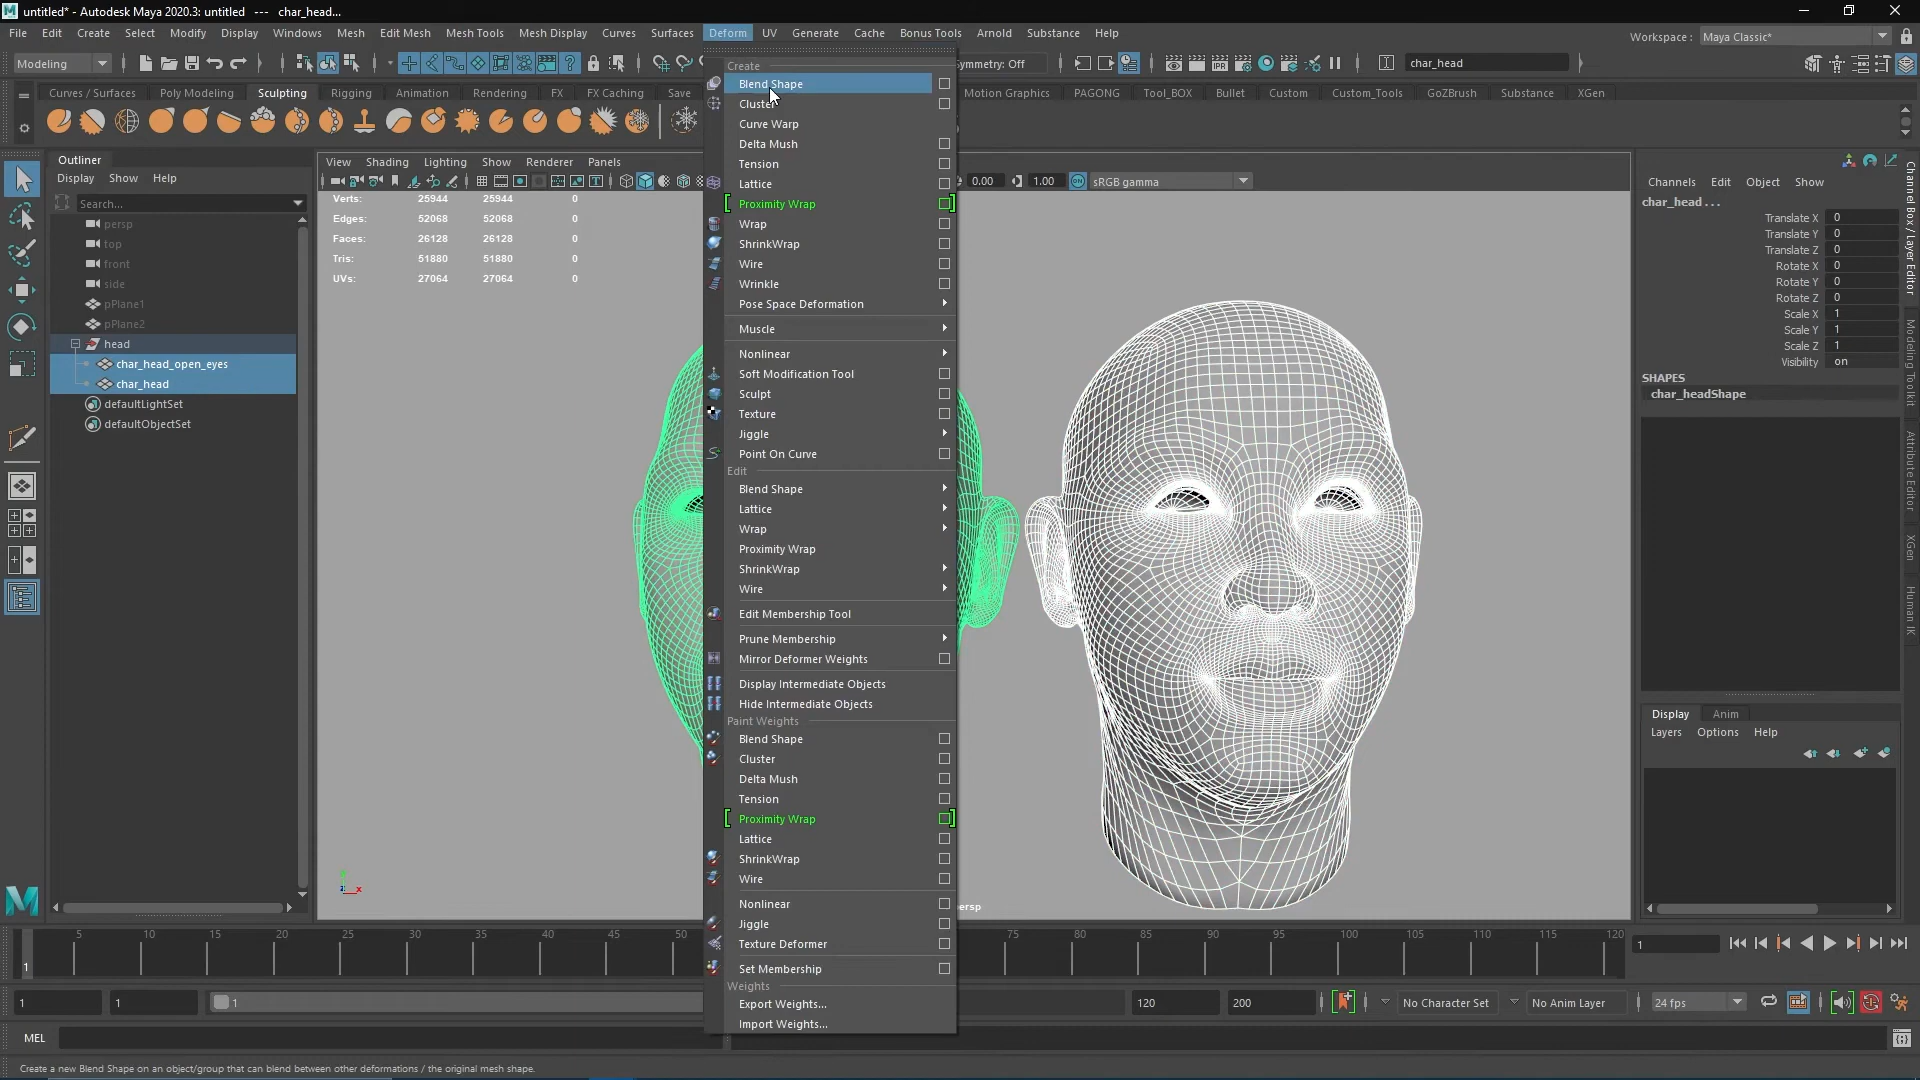 untitled* - Autodesk Maya 2020.3: untitled --- char_head...
File Edit Create Select Modify Display Windows Mesh Edit Mesh Mesh Tools Mesh Display Curves Surfaces Deform UV Generate Cache Bonus Tools Arnold Substance Help
Workspace : Maya Classic*
Modeling
Symmetry: Off
IPR
char_head
Curves / Surfaces Poly Modeling Sculpting Rigging Animation Rendering FX FX Caching Save
Motion Graphics PAGONG Tool_BOX Bullet Custom Custom_Tools GoZBrush Substance XGen
Outliner
Display Show Help
Search...
persp
top
front
side
pPlane1
pPlane2
head
char_head_open_eyes
char_head
defaultLightSet
defaultObjectSet
View Shading Lighting Show Renderer Panels
0.00 1.00 sRGB gamma
Verts: 25944 25944 0
Edges: 52068 52068 0
Faces: 26128 26128 0
Tris: 51880 51880 0
UVs: 27064 27064 0
Create
Blend Shape
Cluster
Curve Warp
Delta Mush
Tension
Lattice
Proximity Wrap
Wrap
ShrinkWrap
Wire
Wrinkle
Pose Space Deformation
Muscle
Nonlinear
Soft Modification Tool
Sculpt
Texture
Jiggle
Point On Curve
Edit
Blend Shape
Lattice
Wrap
Proximity Wrap
ShrinkWrap
Wire
Edit Membership Tool
Prune Membership
Mirror Deformer Weights
Display Intermediate Objects
Hide Intermediate Objects
Paint Weights
Blend Shape
Cluster
Delta Mush
Tension
Proximity Wrap
Lattice
ShrinkWrap
Wire
Nonlinear
Jiggle
Texture Deformer
Set Membership
Weights
Export Weights...
Import Weights...
ersp
x
Channels Edit Object Show
char_head . . .
Translate X 0
Translate Y 0
Translate Z 0
Rotate X 0
Rotate Y 0
Rotate Z 0
Scale X 1
Scale Y 1
Scale Z 1
Visibility on
SHAPES
char_headShape
Display Anim
Layers Options Help
Channel Box / Layer Editor
Modeling Toolkit
Attribute Editor
XGen
Human IK
5 10 15 20 25 30 35 40 45 50
75 80 85 90 95 100 105 110 115 120
1
1
1 1 1
120 200 No Character Set No Anim Layer 24 fps
MEL
Create a new Blend Shape on an object/group that can blend between other deformations / the original mesh shape.